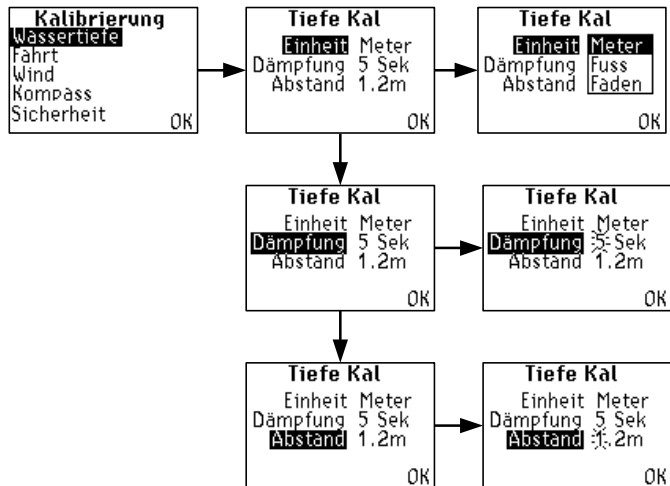 Kalibrierung
Wassertiefe
Fahrt
Wind
Kompass
Sicherheit
OK
Tiefe Kal
Einheit Meter
Dämpfung 5 Sek
Abstand 1.2m
OK
Tiefe Kal
Einheit Meter
Dämpfung Fuss
Abstand Faden
OK
Tiefe Kal
Einheit Meter
Dämpfung 5 Sek
Abstand 1.2m
OK
Tiefe Kal
Einheit Meter
Dämpfung 5 Sek
Abstand 1.2m
OK
Tiefe Kal
Einheit Meter
Dämpfung 5 Sek
Abstand 1.2m
OK
Tiefe Kal
Einheit Meter
Dämpfung 5 Sek
Abstand 1.2m
OK